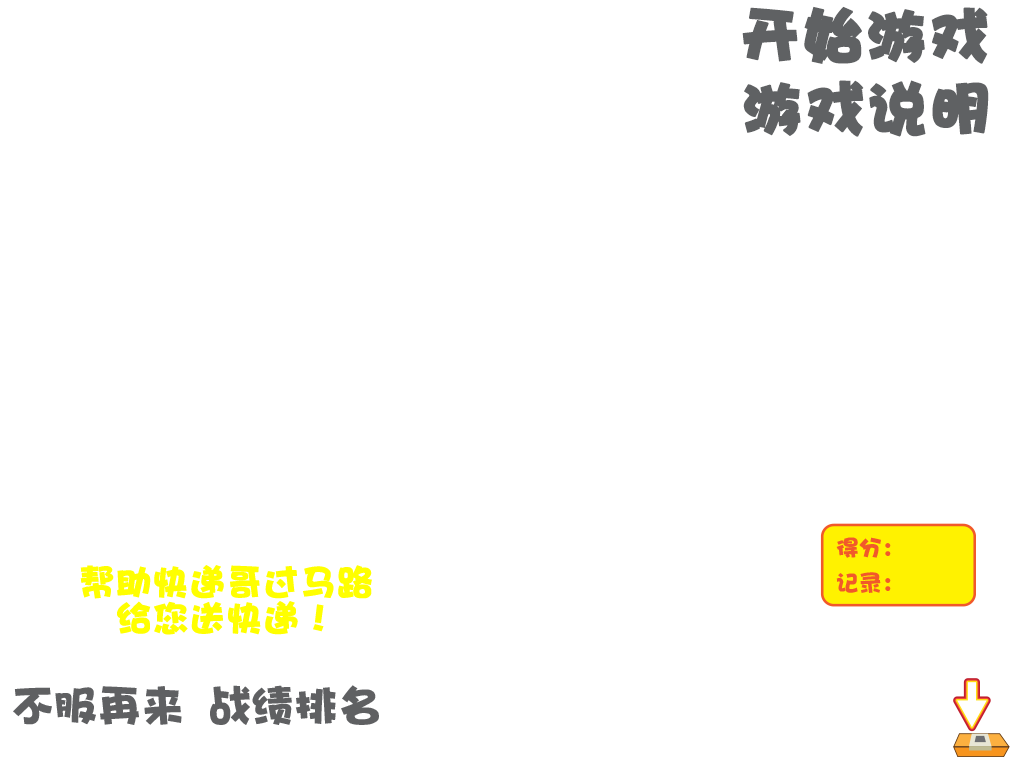 开始游戏
游戏说明
得分：
记录：
帮助快递哥过马路
给您送快递！
不服再来 战绩排名